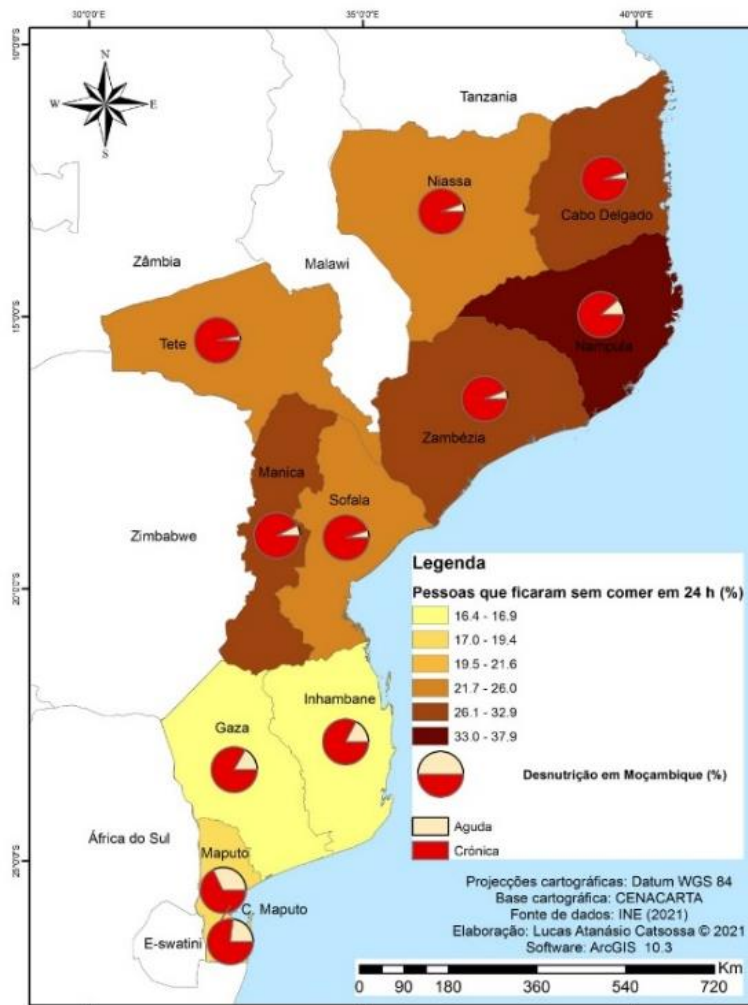 30°0'0"E
35°0'0"E
40°0'0"E
10°0'0"S
N
W
E
S
Tanzania
Niassa
Cabo Delgado
Zâmbia
Malawi
15°0'0"S
Tete
Nampula
Zambézia
Manica
Sofala
Zimbabwe
20°0'0"S
Inhambane
Gaza
África do Sul
Maputo
25°0'0"S
C. Maputo
E-swatini
Legenda
Pessoas que ficaram sem comer em 24 h (%)
16.4 - 16.9
17.0 - 19.4
19.5 - 21.6
21.7 - 26.0
26.1 - 32.9
33.0 - 37.9
Desnutrição em Moçambique (%)
Aguda
Crónica
Projecções cartográficas: Datum WGS 84
Base cartográfica: CENACARTA
Fonte de dados: INE (2021)
Elaboração: Lucas Atanásio Catsossa © 2021
Software: ArcGIS 10.3
Km
0 90 180 360 540 720